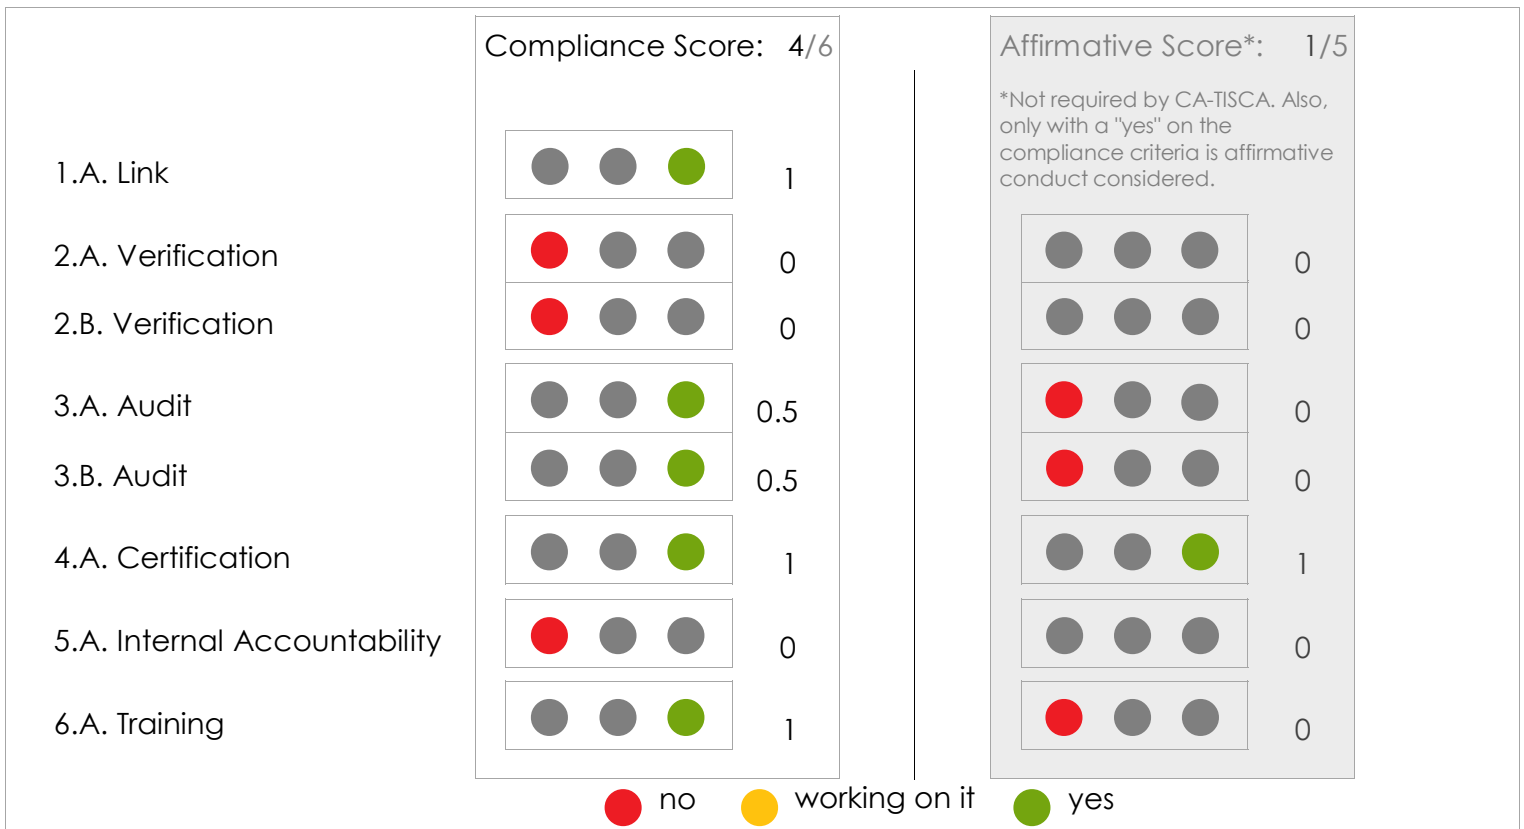 Compliance Score: 4/6
Affirmative Score*: 1/5
*Not required by CA-TISCA. Also,
only with a "yes" on the
compliance criteria is affirmative
conduct considered.
1.A. Link 1
2.A. Verification 0 0
2.B. Verification 0 0
3.A. Audit 0.5 0
3.B. Audit 0.5 0
4.A. Certification 1 1
5.A. Internal Accountability 0 0
6.A. Training 1 0
no working on it yes